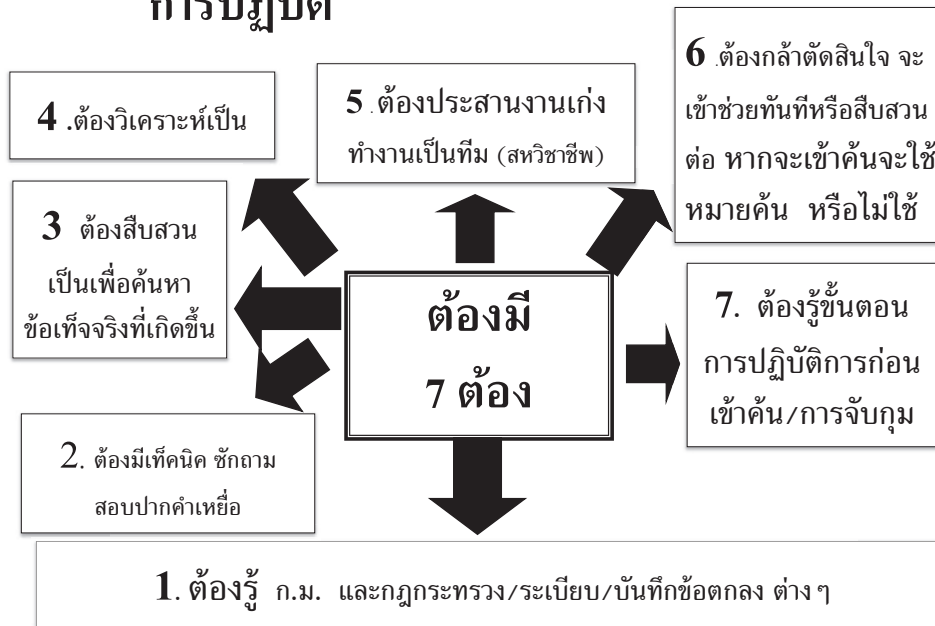 การปฏิบัติ
4 .ต้องวิเคราะห์เป็น
5 .ต้องประสานงานเก่ง
ทำงานเป็นทีม (สหวิชาชีพ)
6 .ต้องกล้าตัดสินใจ จะ
เข้าช่วยทันทีหรือสืบสวน
ต่อ หากจะเข้าค้นจะใช้
หมายค้น หรือไม่ใช้
3 ต้องสืบสวน
เป็นเพื่อค้นหา
ข้อเท็จจริงที่เกิดขึ้น
ต้องมี
7 ต้อง
7. ต้องรู้ขั้นตอน
การปฏิบัติการก่อน
เข้าค้น/การจับกุม
2. ต้องมีเท็คนิค ซักถาม
สอบปากคำเหยื่อ
1. ต้องรู้ ก.ม. และกฎกระทรวง/ระเบียบ/บันทึกข้อตกลง ต่างๆ